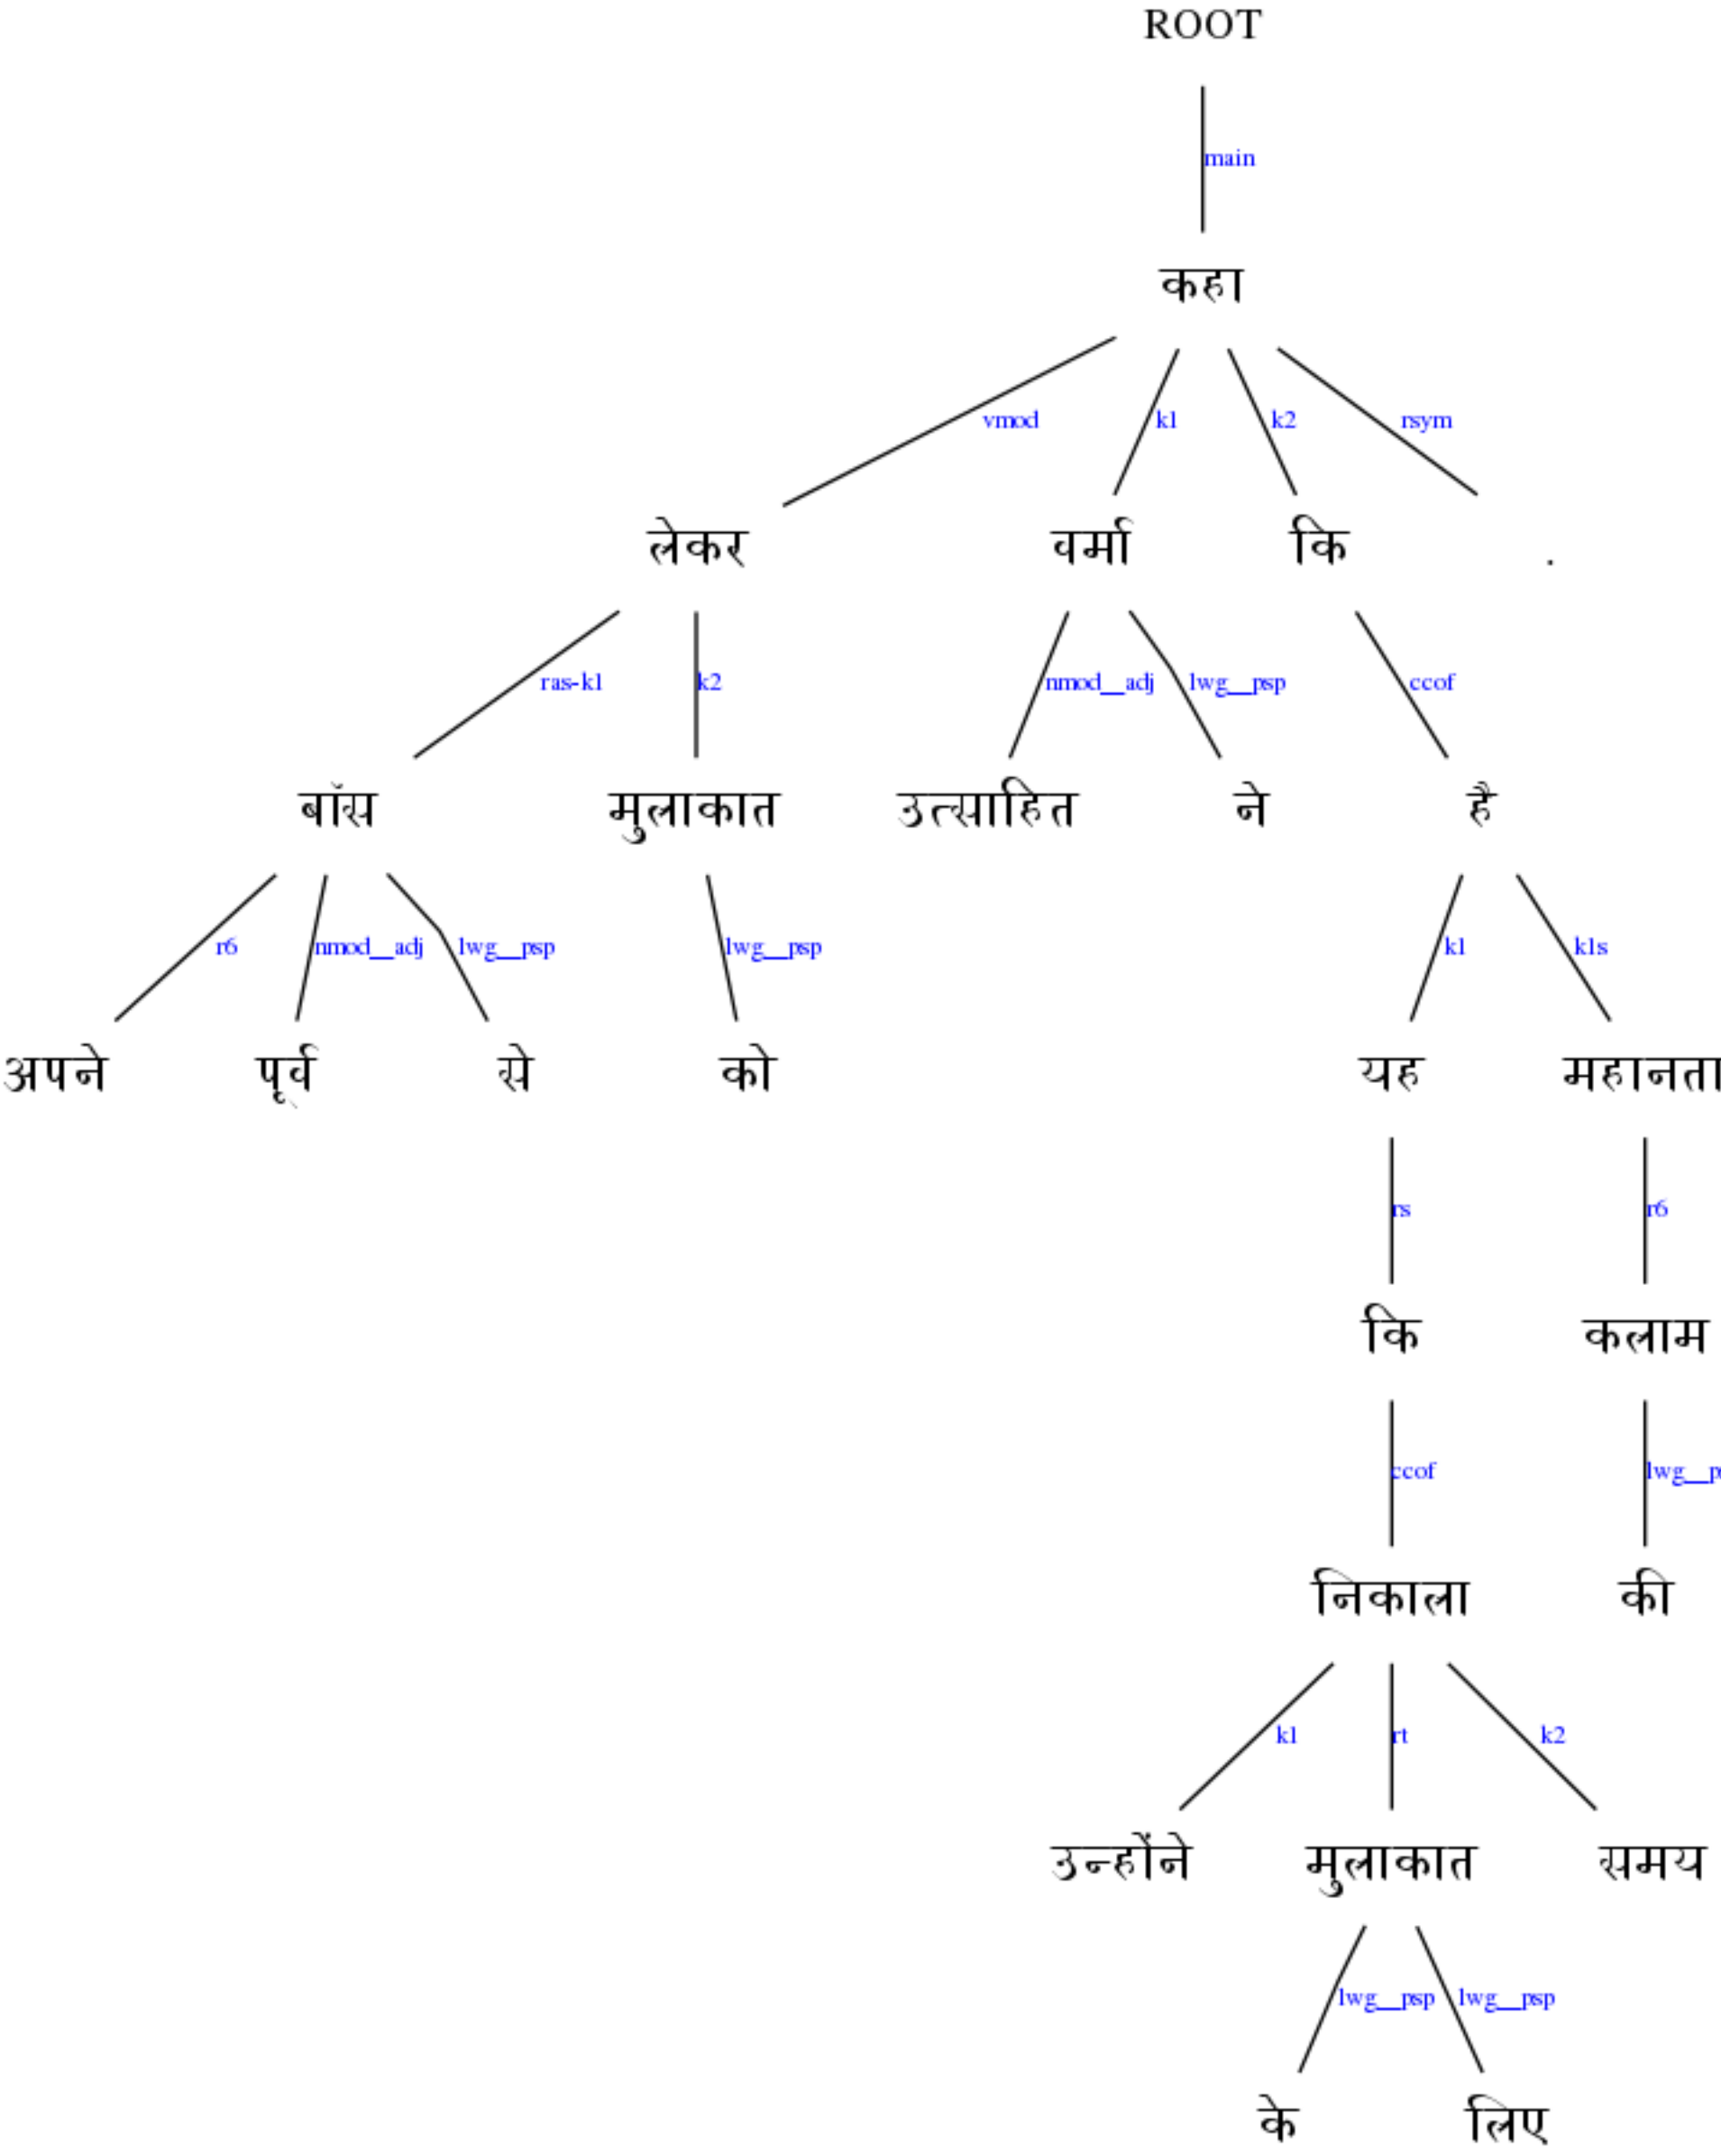 ROOT
main
कहा
vmod k1 k2 rsym
लेकर वर्मा कि .
ras-k1 k2 nmod__adj lwg__psp ccof
बॉस मुलाकात उत्साहित ने है
r6 nmod__adj lwg__psp lwg__psp k1 k1s
अपने पूर्व से को यह महानता
rs r6
कि कलाम
ccof lwg__p
निकाला की
k1 rt k2
उन्होंने मुलाकात समय
lwg__psp lwg__psp
के लिए